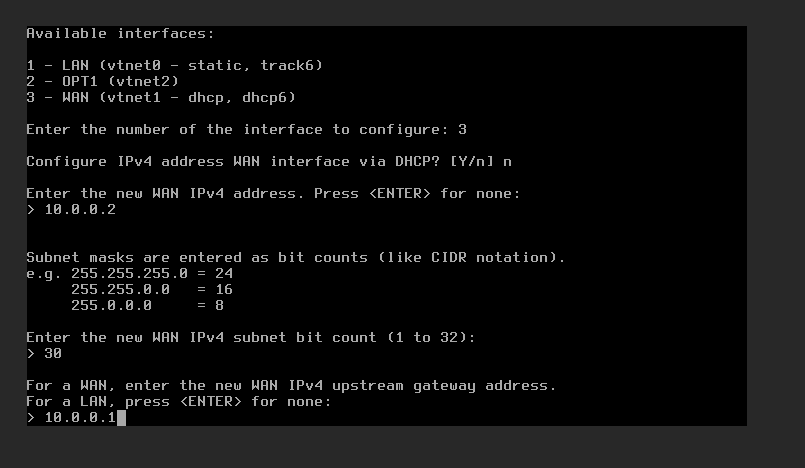 Available interfaces:
1 - LAN (vtnet0 - static, track6)
2 - OPT1 (vtnet2)
3 - WAN (vtnet1 - dhcp, dhcp6)
Enter the number of the interface to configure: 3
Configure IPv4 address WAN interface via DHCP? [Y/n] n
Enter the new WAN IPv4 address. Press <ENTER> for none:
> 10.0.0.2
Subnet masks are entered as bit counts (like CIDR notation).
e.g. 255.255.255.0 = 24
     255.255.0.0   = 16
     255.0.0.0     = 8
Enter the new WAN IPv4 subnet bit count (1 to 32):
> 30
For a WAN, enter the new WAN IPv4 upstream gateway address.
For a LAN, press <ENTER> for none:
> 10.0.0.1